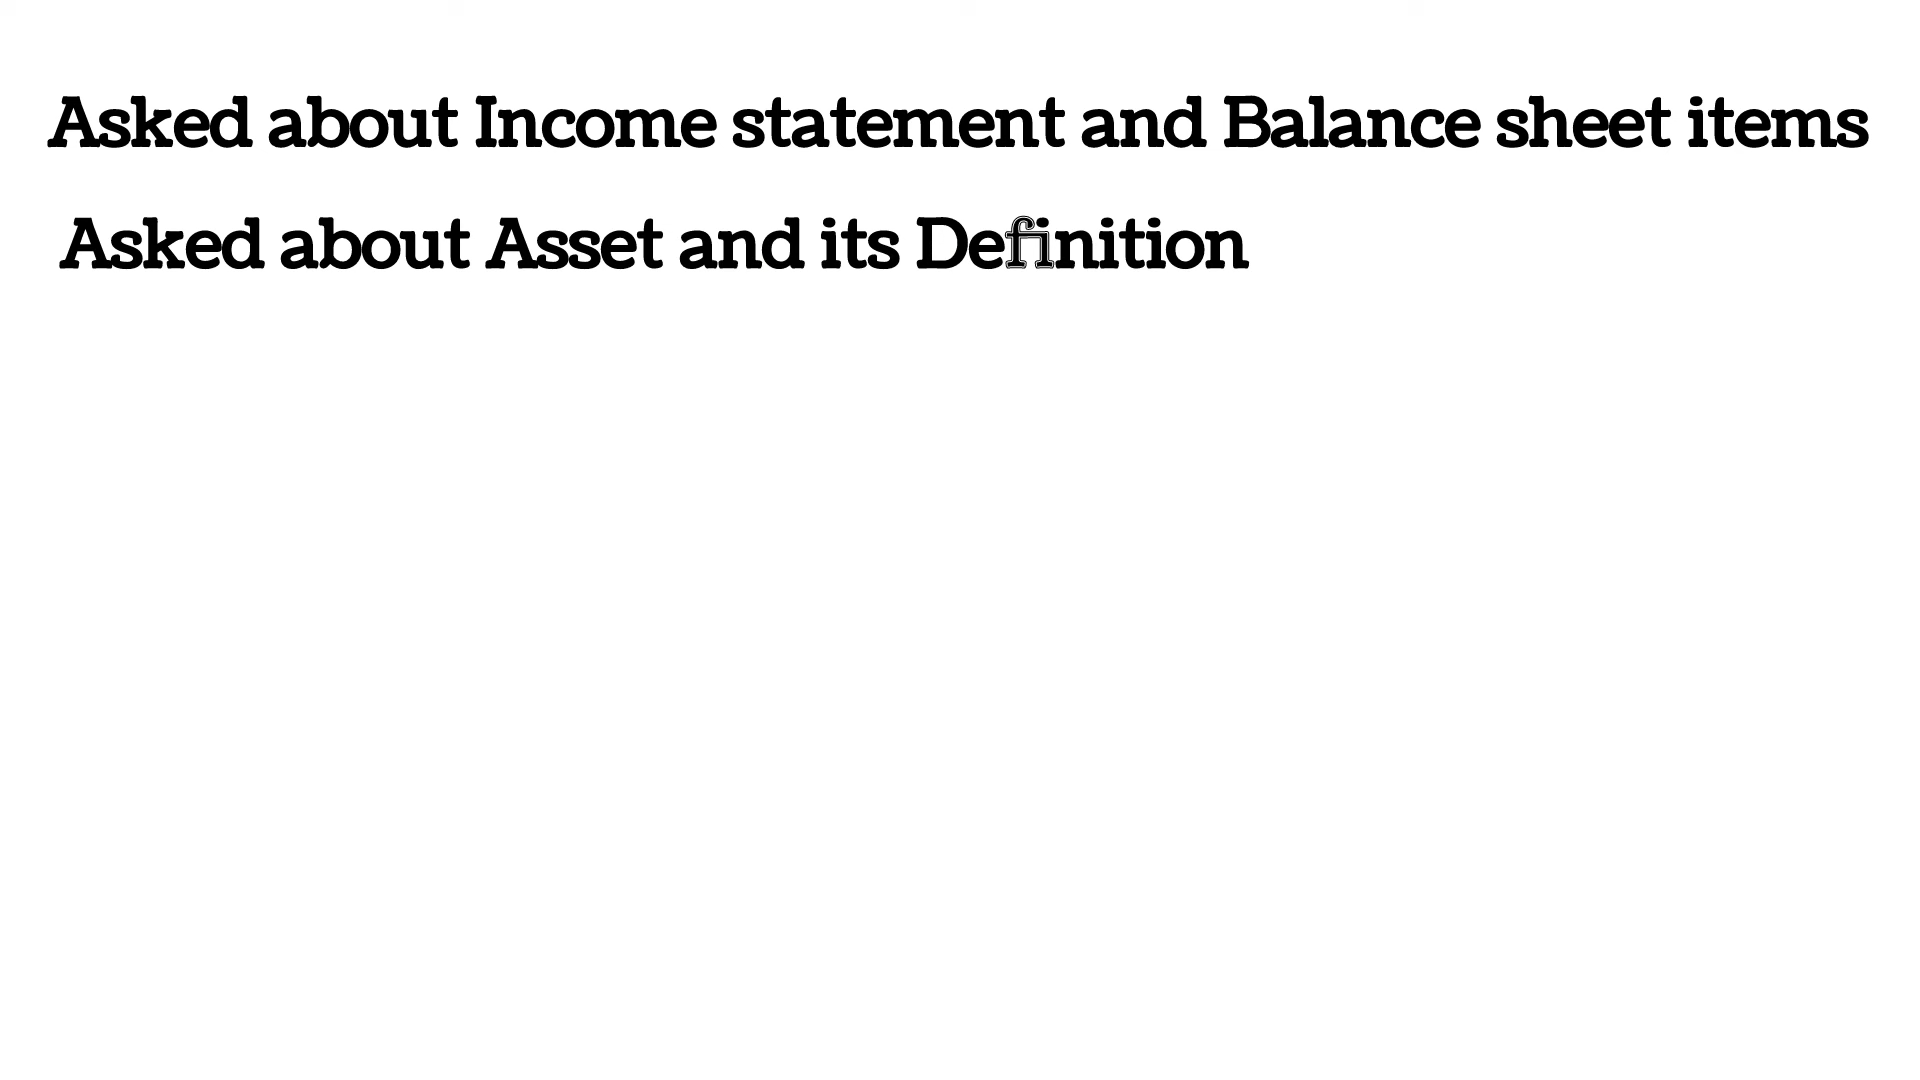 Asked about Income statement and Balance sheet items
Asked about Asset and its Definition